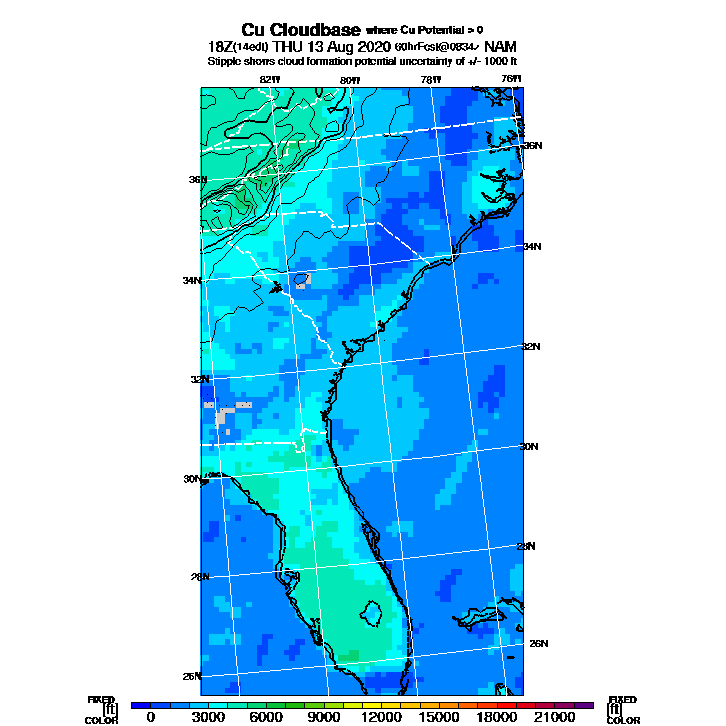 Cu Cloudbase where Cu Potential > 0
18Z(14edt) THU 13 Aug 2020 60hrFcst@0834z NAM
Stipple shows cloud formation potential uncertainty of +/- 1000 ft
82W 80W 78W 76W
36N
36N
34N
34N
32N
32N
30N
30N
28N
28N
26N
26N
FIXED [ft] COLOR
0 3000 6000 9000 12000 15000 18000 21000
FIXED [ft] COLOR